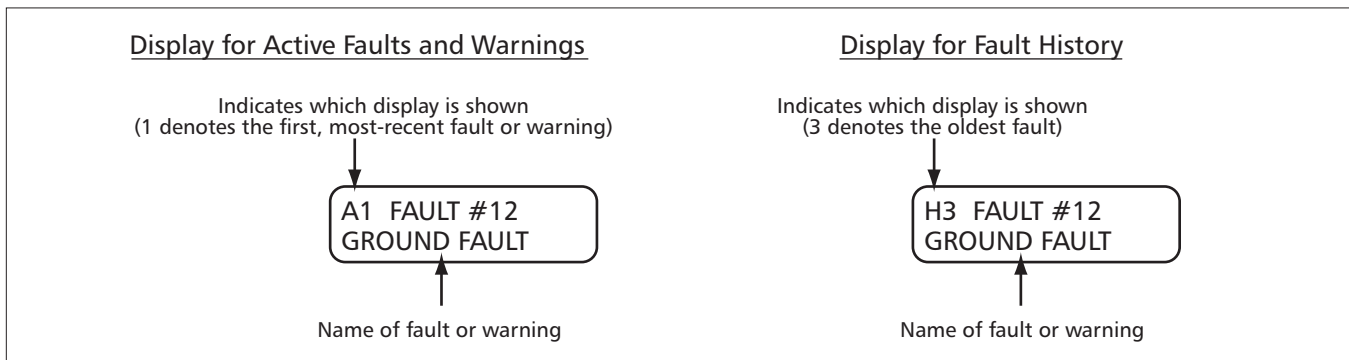 Display for Active Faults and Warnings
Indicates which display is shown
(1 denotes the first, most-recent fault or warning)
A1 FAULT #12
GROUND FAULT
Name of fault or warning
Display for Fault History
Indicates which display is shown
(3 denotes the oldest fault)
H3 FAULT #12
GROUND FAULT
Name of fault or warning